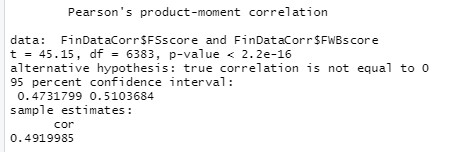 Pearson's product-moment correlation
data: FinDataCorr$FSscore and FinDataCorr$FWBscore
t = 45.15, df = 6383, p-value < 2.2e-16
alternative hypothesis: true correlation is not equal to 0
95 percent confidence interval:
0.4731799 0.5103684
sample estimates:
cor
0.4919985